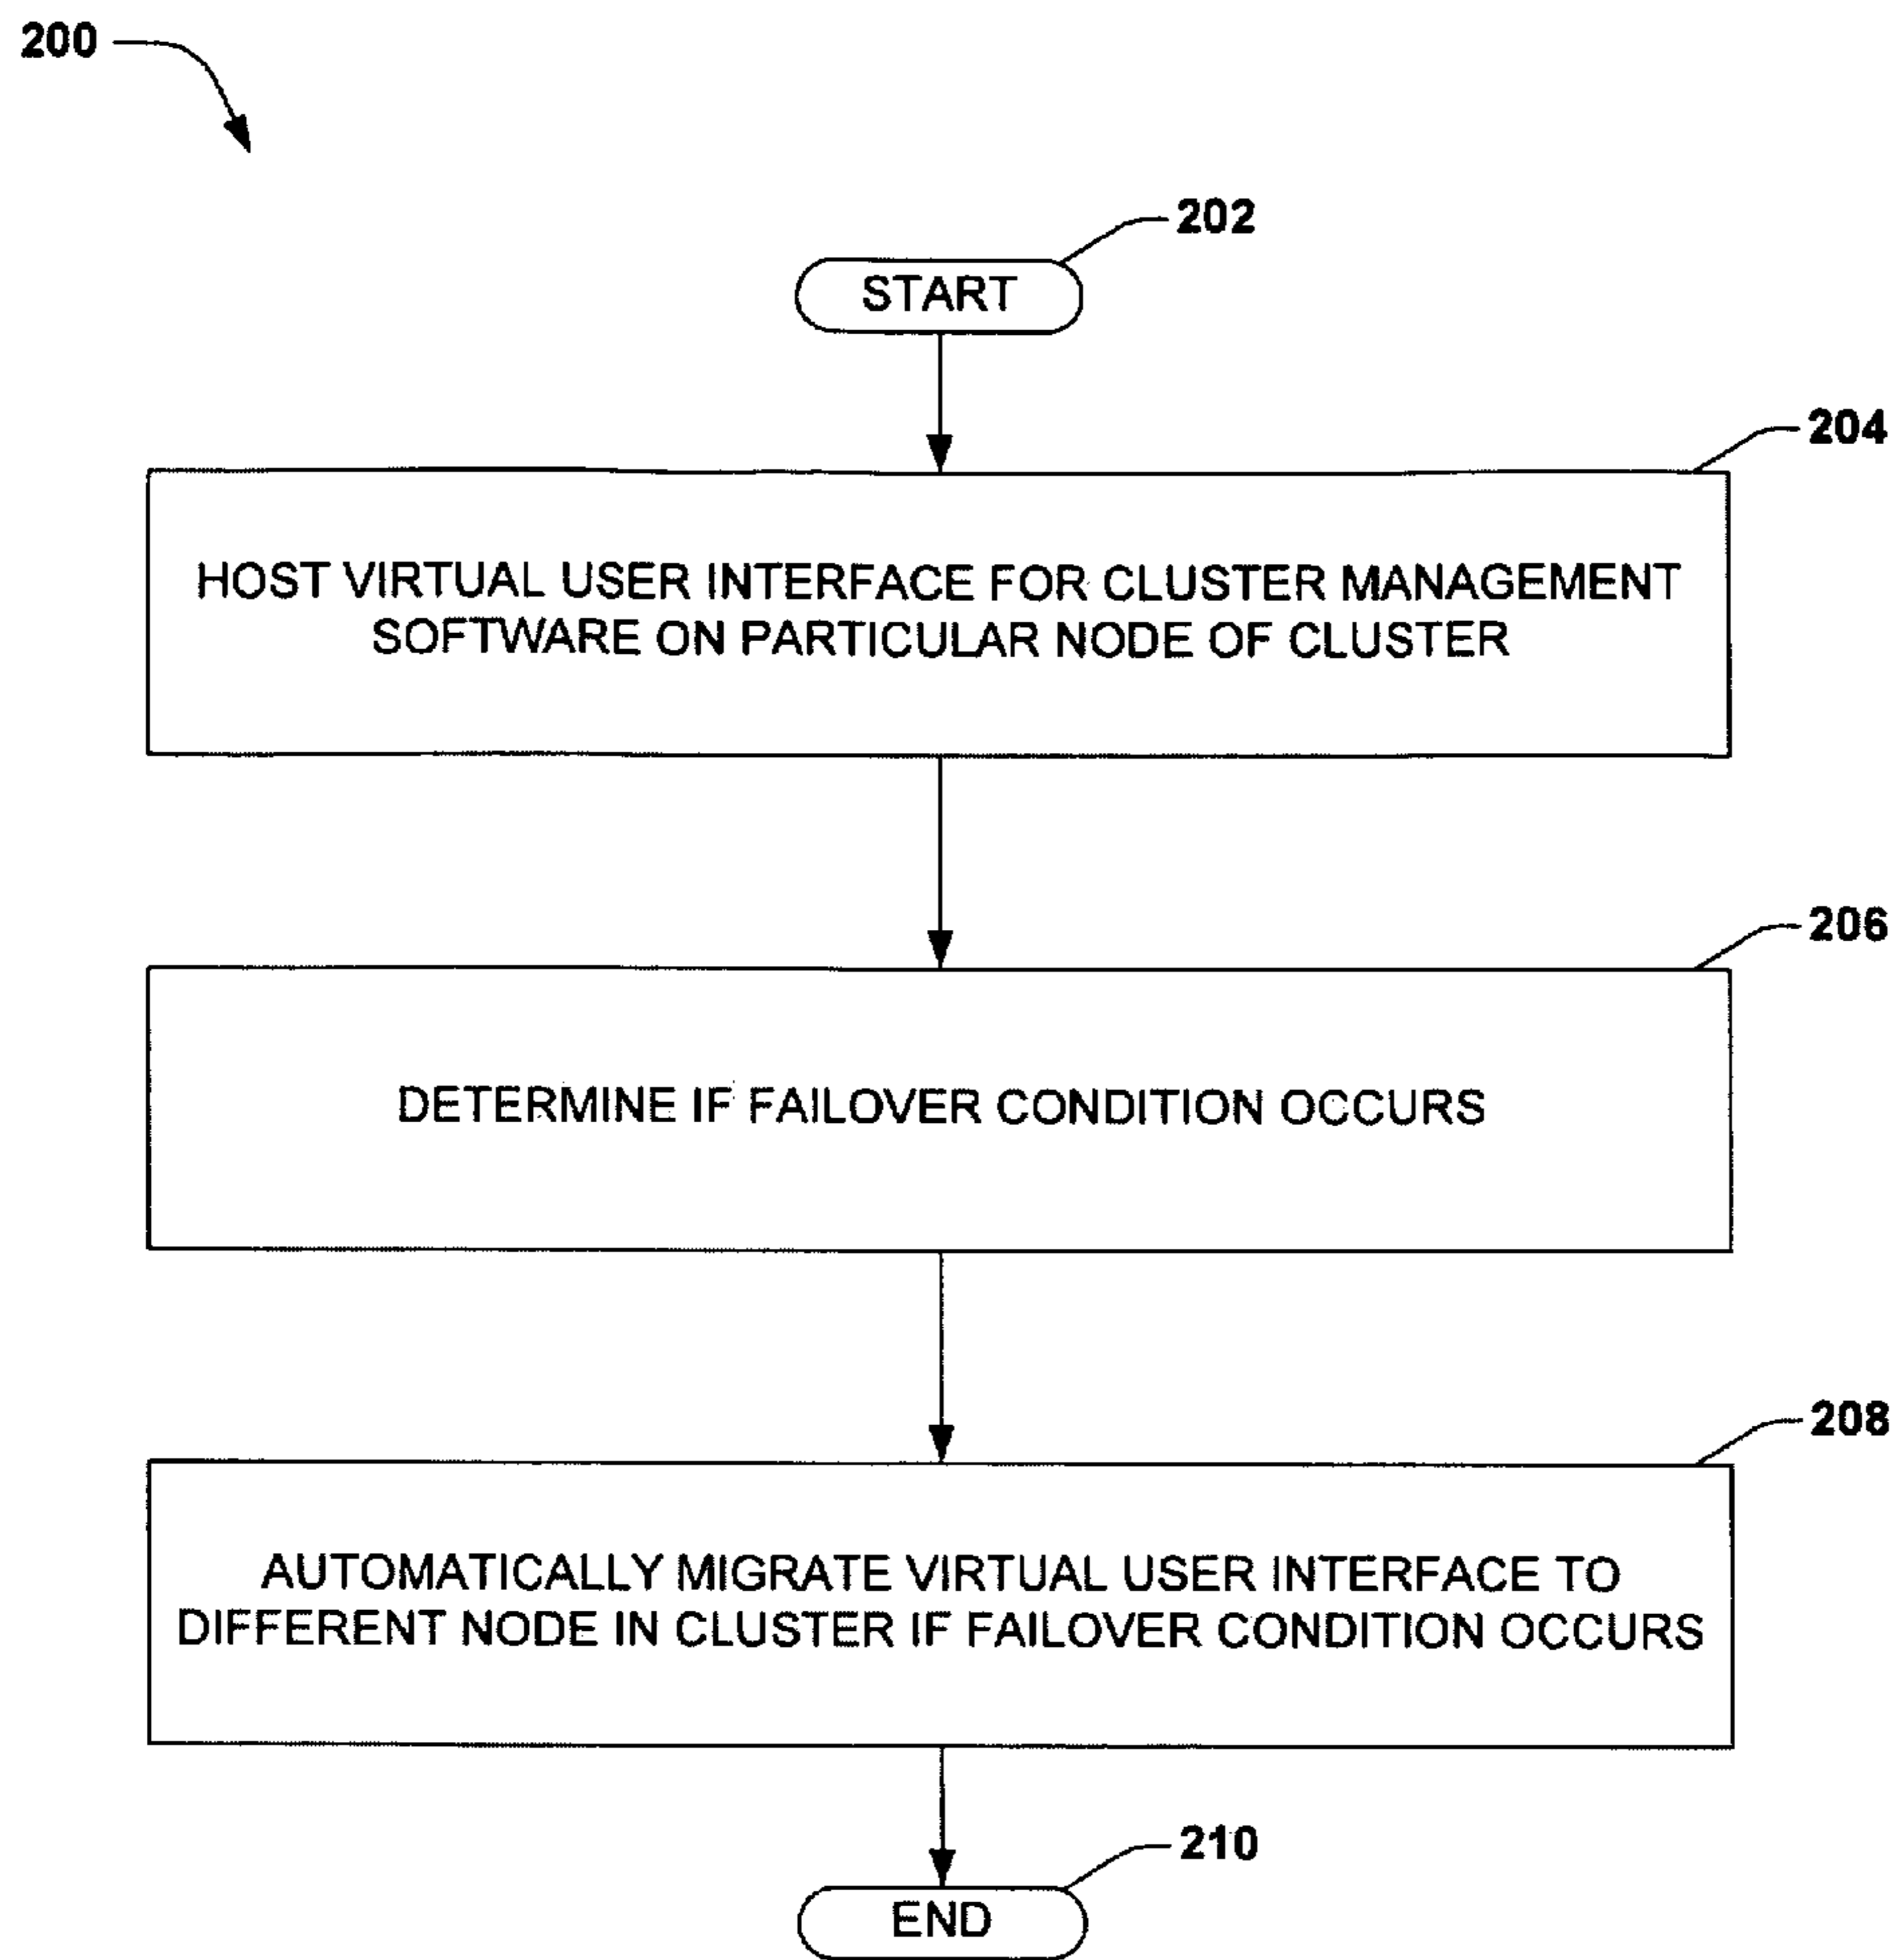 200
202
START
204
HOST VIRTUAL USER INTERFACE FOR CLUSTER MANAGEMENT
SOFTWARE ON PARTICULAR NODE OF CLUSTER
206
DETERMINE IF FAILOVER CONDITION OCCURS
208
AUTOMATICALLY MIGRATE VIRTUAL USER INTERFACE TO
DIFFERENT NODE IN CLUSTER IF FAILOVER CONDITION OCCURS
210
END